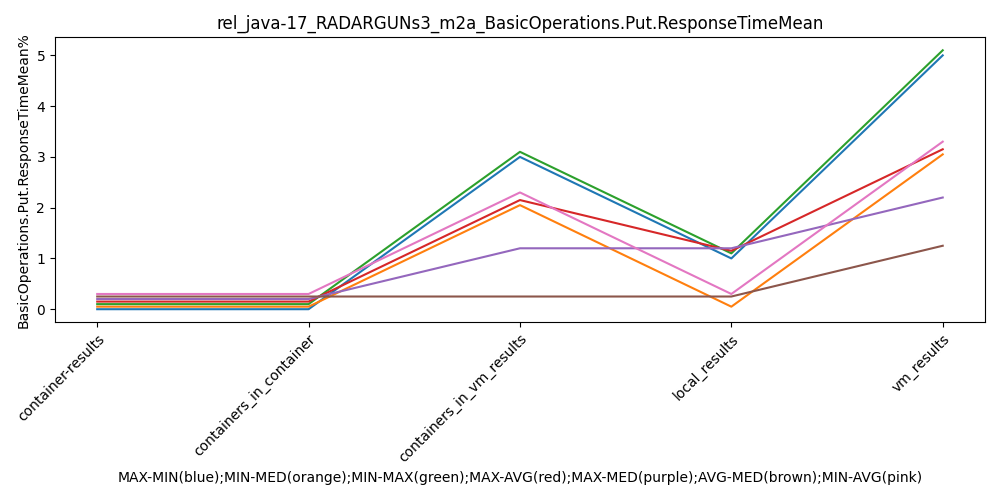 rel_java-17_RADARGUNs3_m2a_BasicOperations.Put.ResponseTimeMean
BasicOperations.Put.ResponseTimeMean%
5
4
3
2
1
0
container-results
containers_in_container
containers_in_vm_results
local_results
vm_results
MAX-MIN(blue);MIN-MED(orange);MIN-MAX(green);MAX-AVG(red);MAX-MED(purple);AVG-MED(brown);MIN-AVG(pink)